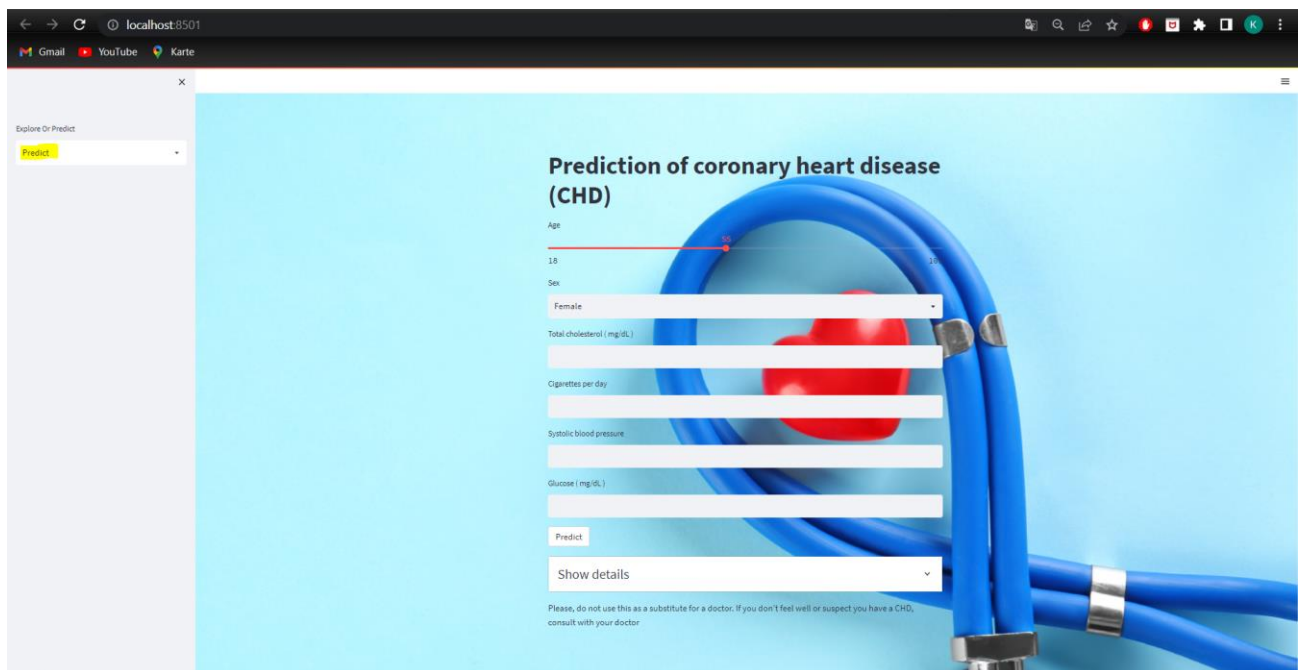 localhost:8501
K
Gmail YouTube Karte
Explore Or Predict
Predict
Prediction of coronary heart disease
(CHD)
Age
55
18
Sex
Female
Total cholesterol ( mg/dL )
Cigarettes per day
Systolic blood pressure
Glucose ( mg/dL )
Predict
Show details
Please, do not use this as a substitute for a doctor. If you don't feel well or suspect you have a CHD,
consult with your doctor